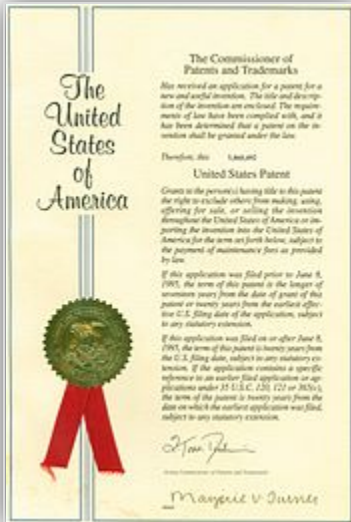 The
United
States
of
America
The Commissioner of
Patents and Trademarks
Has received an application for a patent for a
new and useful invention. The title and descrip-
tion of the invention are enclosed. The require-
ments of law have been complied with, and it
has been determined that a patent on the in-
vention shall be granted under the law.
Therefore, this
United States Patent
Grants to the person(s) having title to this patent
the right to exclude others from making, using,
offering for sale, or selling the invention
throughout the United States of America or im-
porting the invention into the United States of
America for the term set forth below, subject to
the payment of maintenance fees as provided
by law.
If this application was filed prior to June 8,
1995, the term of this patent is the longer of
seventeen years from the date of grant of this
patent or twenty years from the earliest effec-
tive U.S. filing date of the application, subject
to any statutory extension.
If this application was filed on or after June 8,
1995, the term of this patent is twenty years from
the U.S. filing date, subject to any statutory ex-
tension. If the application contains a specific
reference to an earlier filed application or ap-
plications under 35 U.S.C. 120, 121 or 365(c),
the term of the patent is twenty years from the
date on which the earliest application was filed,
subject to any statutory extension.
Acting Commissioner of Patents and Trademarks
Marjorie V. Turner